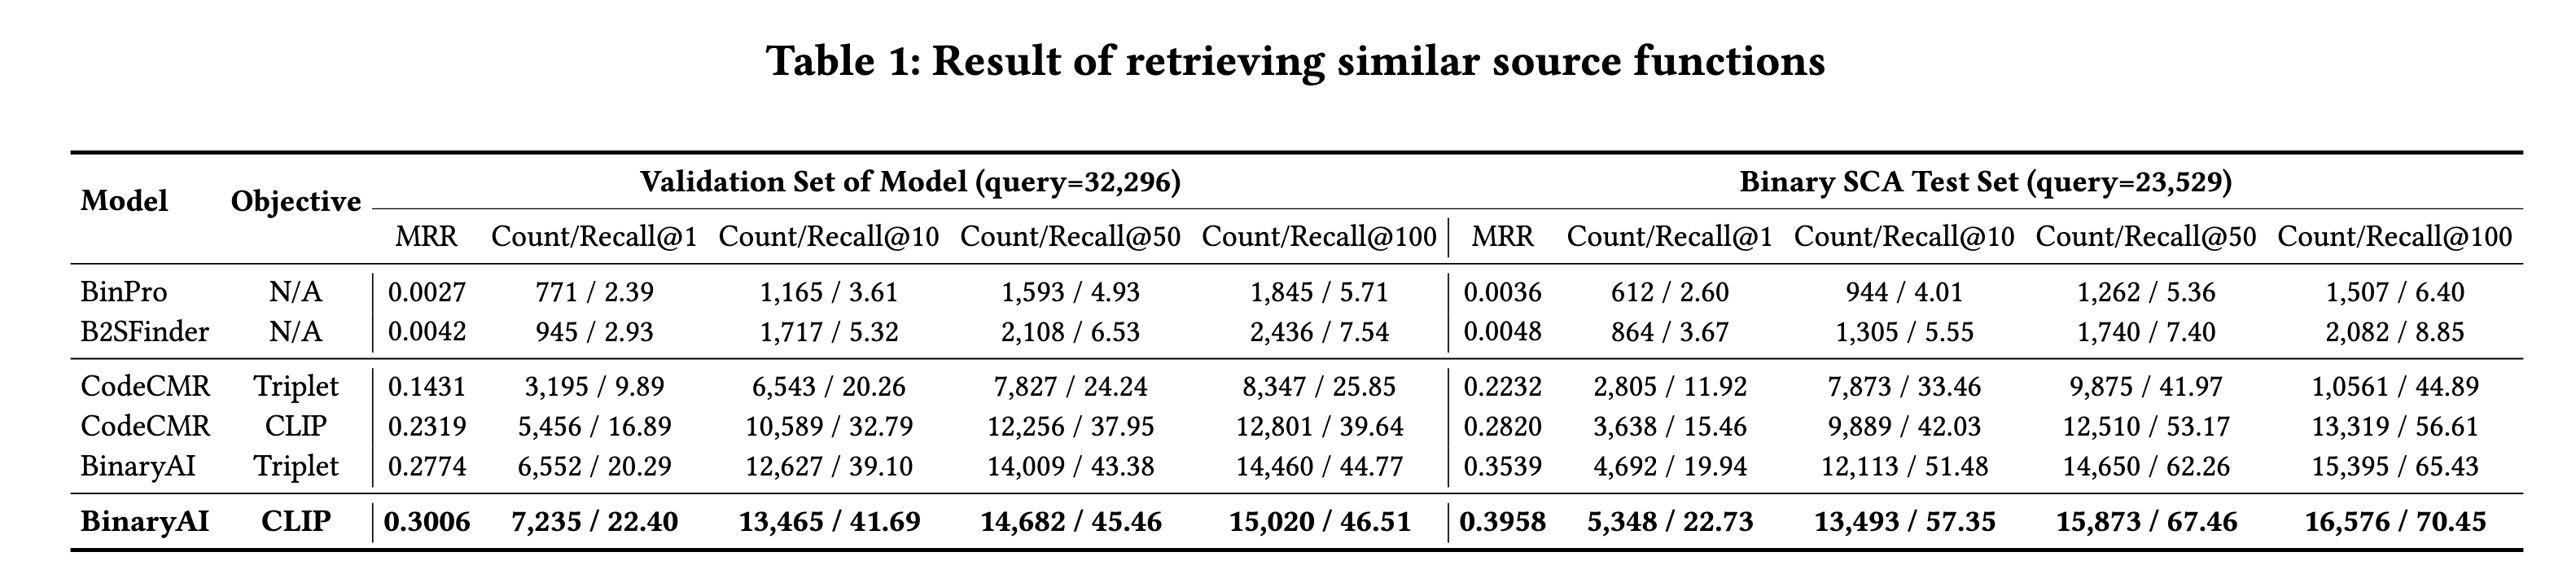 Table 1: Result of retrieving similar source functions
Model Objective Validation Set of Model (query=32,296) Binary SCA Test Set (query=23,529)
MRR Count/Recall@1 Count/Recall@10 Count/Recall@50 Count/Recall@100 MRR Count/Recall@1 Count/Recall@10 Count/Recall@50 Count/Recall@100
BinPro N/A 0.0027 771 / 2.39 1,165 / 3.61 1,593 / 4.93 1,845 / 5.71 0.0036 612 / 2.60 944 / 4.01 1,262 / 5.36 1,507 / 6.40
B2SFinder N/A 0.0042 945 / 2.93 1,717 / 5.32 2,108 / 6.53 2,436 / 7.54 0.0048 864 / 3.67 1,305 / 5.55 1,740 / 7.40 2,082 / 8.85
CodeCMR Triplet 0.1431 3,195 / 9.89 6,543 / 20.26 7,827 / 24.24 8,347 / 25.85 0.2232 2,805 / 11.92 7,873 / 33.46 9,875 / 41.97 1,0561 / 44.89
CodeCMR CLIP 0.2319 5,456 / 16.89 10,589 / 32.79 12,256 / 37.95 12,801 / 39.64 0.2820 3,638 / 15.46 9,889 / 42.03 12,510 / 53.17 13,319 / 56.61
BinaryAI Triplet 0.2774 6,552 / 20.29 12,627 / 39.10 14,009 / 43.38 14,460 / 44.77 0.3539 4,692 / 19.94 12,113 / 51.48 14,650 / 62.26 15,395 / 65.43
BinaryAI CLIP 0.3006 7,235 / 22.40 13,465 / 41.69 14,682 / 45.46 15,020 / 46.51 0.3958 5,348 / 22.73 13,493 / 57.35 15,873 / 67.46 16,576 / 70.45